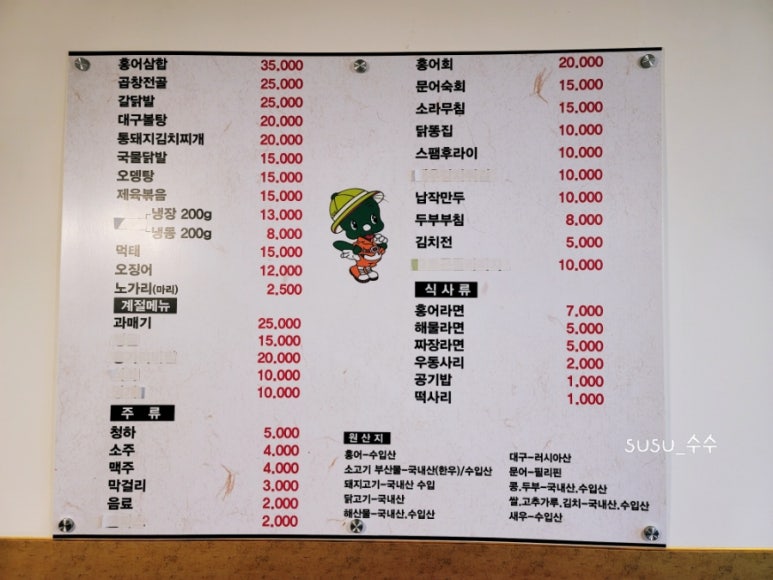 홍어삼합 35.000
곱창전골 25.000
갈닭발 25.000
대구볼탕 20.000
통돼지김치찌개 20.000
국물닭발 15.000
오뎅탕 15.000
제육볶음 15.000
냉장 200g 13.000
냉동 200g 8.000
먹태 15.000
오징어 12.000
노가리(마리) 2.500
계절메뉴
과매기 25.000
15.000
20.000
10.000
10.000
주 류
청하 5.000
소주 4.000
맥주 4.000
막걸리 3.000
음료 2.000
2.000
홍어회 20.000
문어숙회 15.000
소라무침 15.000
닭똥집 10.000
스팸후라이 10.000
10.000
납작만두 10.000
두부부침 8.000
김치전 5.000
10.000
식사류
홍어라면 7.000
해물라면 5.000
짜장라면 5.000
우동사리 2.000
공기밥 1.000
떡사리 1.000
원산지
홍어-수입산
소고기 부산물-국내산(한우)/수입산
돼지고기-국내산 수입
닭고기-국내산
해산물-국내산,수입산
대구-러시아산
문어-필리핀
콩,두부-국내산,수입산
쌀,고추가루,김치-국내산,수입산
새우-수입산
susu_수수